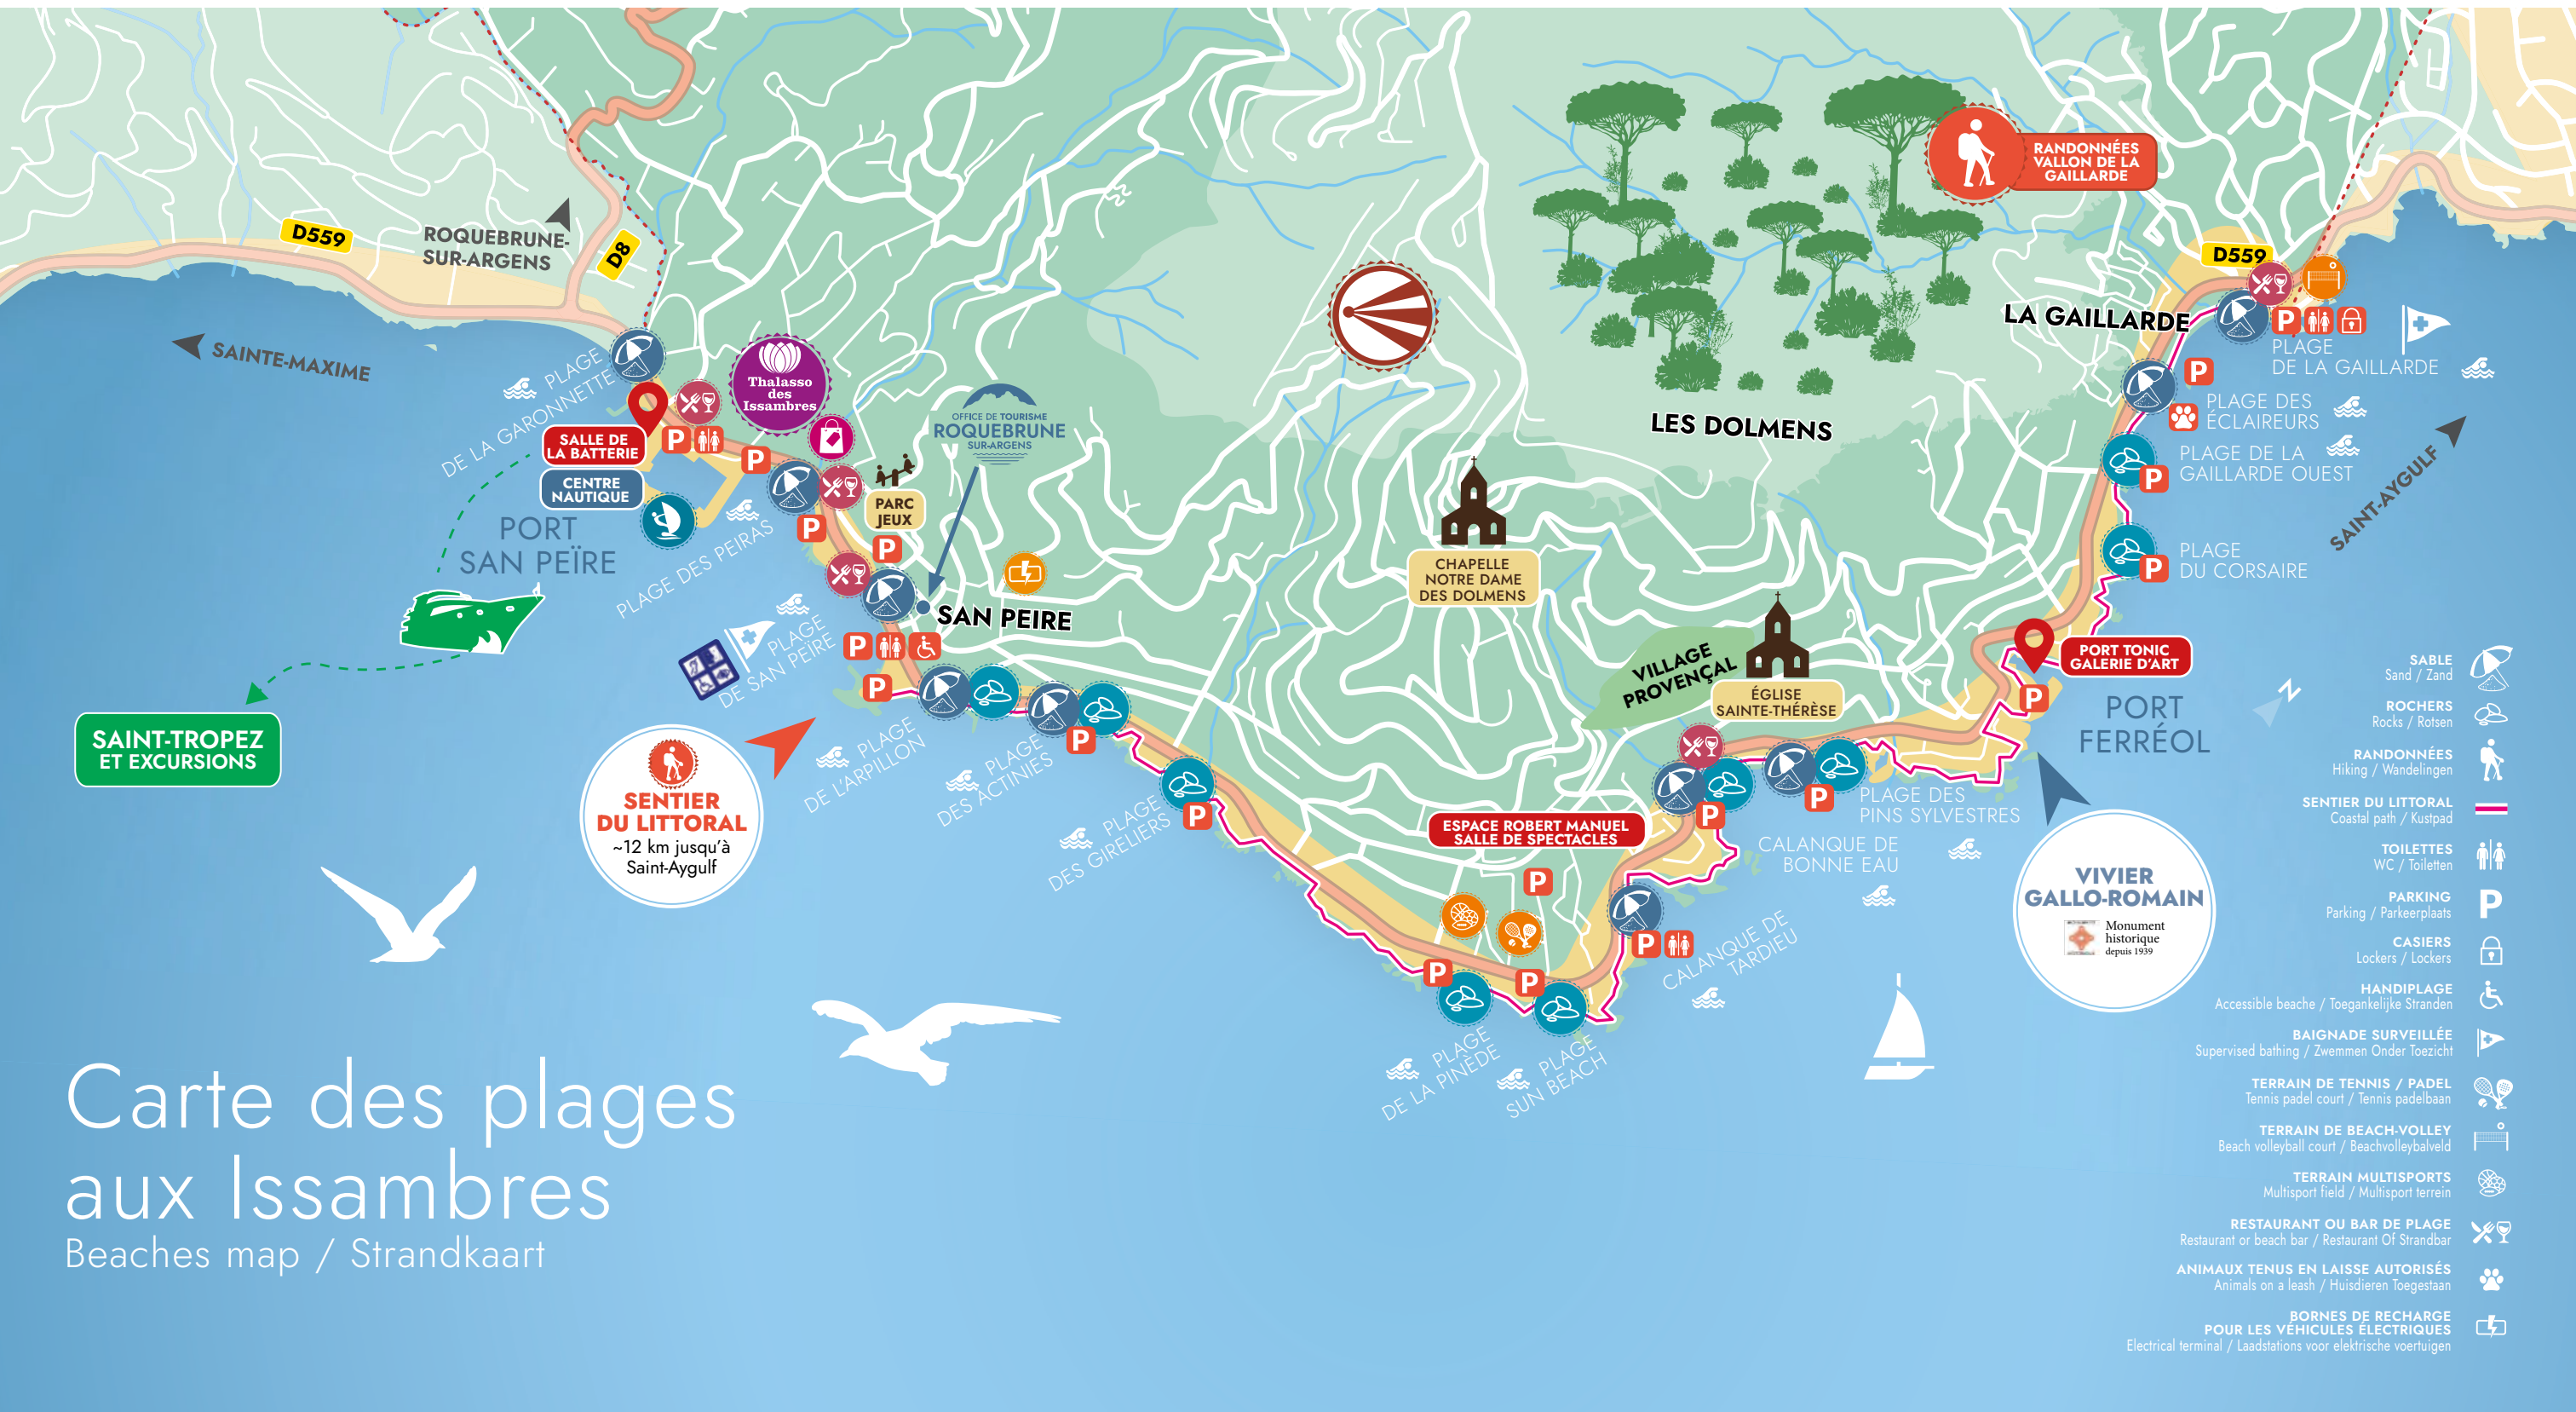 D559
ROQUEBRUNE-
SUR-ARGENS
D8
SAINTE-MAXIME
PLAGE
DE LA GARONNETTE
SALLE DE
LA BATTERIE
CENTRE
NAUTIQUE
PORT
SAN PEÏRE
Thalasso
des
Issambres
P
P
P
PLAGE DES PEIRAS
PARC
JEUX
P
OFFICE DE TOURISME
ROQUEBRUNE
SUR-ARGENS
SAN PEIRE
PLAGE
DE SAN PEÏRE
P
P
SAINT-TROPEZ
ET EXCURSIONS
SENTIER
DU LITTORAL
~12 km jusqu'à
Saint-Aygulf
PLAGE
DE L'ARPILLON
PLAGE
DES ACTINIES
P
PLAGE
DES GIRELIERS
P
RANDONNÉES
VALLON DE LA
GAILLARDE
LES DOLMENS
CHAPELLE
NOTRE DAME
DES DOLMENS
VILLAGE
PROVENÇAL
ÉGLISE
SAINTE-THÉRÈSE
ESPACE ROBERT MANUEL
SALLE DE SPECTACLES
P
P
P
PLAGE
DE LA PINÈDE
PLAGE
SUN BEACH
P
CALANQUE DE
TARDIEU
P
CALANQUE DE
BONNE EAU
P
PLAGE DES
PINS SYLVESTRES
D559
LA GAILLARDE
P
PLAGE
DE LA GAILLARDE
P
PLAGE DES
ÉCLAIREURS
PLAGE DE LA
GAILLARDE OUEST
P
SAINT-AYGULF
PLAGE
DU CORSAIRE
P
PORT TONIC
GALERIE D'ART
P
PORT
FERRÉOL
VIVIER
GALLO-ROMAIN
Monument
historique
depuis 1939
N
SABLE
Sand / Zand
ROCHERS
Rocks / Rotsen
RANDONNÉES
Hiking / Wandelingen
SENTIER DU LITTORAL
Coastal path / Kustpad
TOILETTES
WC / Toiletten
PARKING
Parking / Parkeerplaats
P
CASIERS
Lockers / Lockers
HANDIPLAGE
Accessible beache / Toegankelijke Stranden
BAIGNADE SURVEILLÉE
Supervised bathing / Zwemmen Onder Toezicht
TERRAIN DE TENNIS / PADEL
Tennis padel court / Tennis padelbaan
TERRAIN DE BEACH-VOLLEY
Beach volleyball court / Beachvolleybalveld
TERRAIN MULTISPORTS
Multisport field / Multisport terrein
RESTAURANT OU BAR DE PLAGE
Restaurant or beach bar / Restaurant Of Strandbar
ANIMAUX TENUS EN LAISSE AUTORISÉS
Animals on a leash / Huisdieren Toegestaan
BORNES DE RECHARGE
POUR LES VÉHICULES ÉLECTRIQUES
Electrical terminal / Laadstations voor elektrische voertuigen
Carte des plages
aux Issambres
Beaches map / Strandkaart